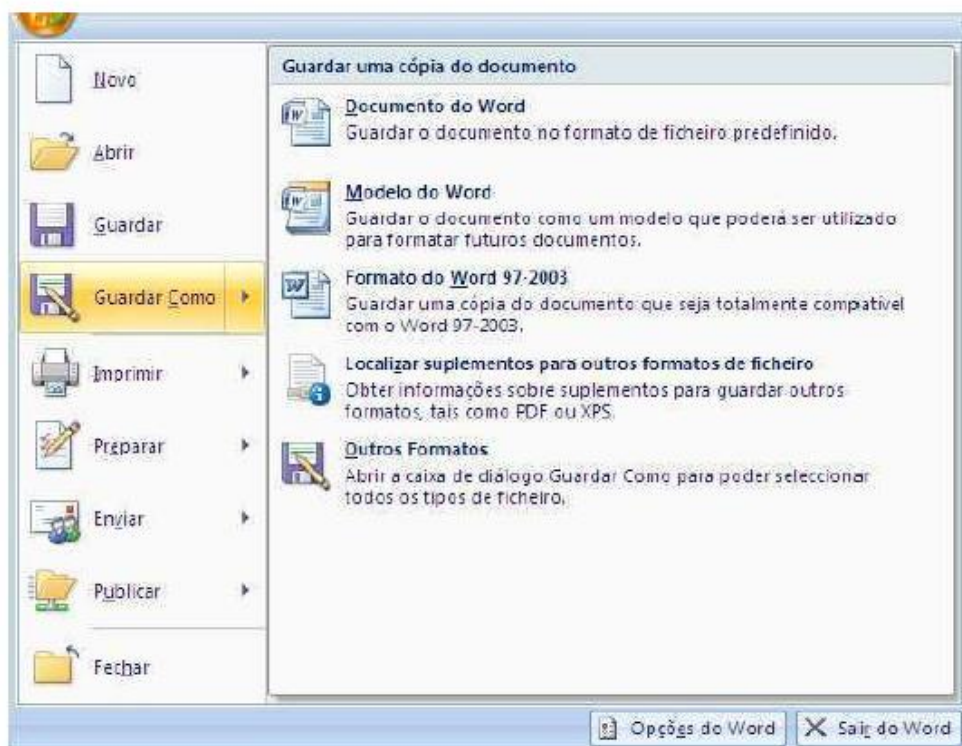 Novo
Abrir
Guardar
Guardar Como
Imprimir
Preparar
Enviar
Publicar
Fechar
Guardar uma cópia do documento
Documento do Word
Guardar o documento no formato de ficheiro predefinido.
Modelo do Word
Guardar o documento como um modelo que poderá ser utilizado
para formatar futuros documentos.
Formato do Word 97-2003
Guardar uma cópia do documento que seja totalmente compatível
com o Word 97-2003.
Localizar suplementos para outros formatos de ficheiro
Obter informações sobre suplementos para guardar outros
formatos, tais como PDF ou XPS.
Outros Formatos
Abrir a caixa de diálogo Guardar Como para poder seleccionar
todos os tipos de ficheiro.
Opções do Word
Sair do Word